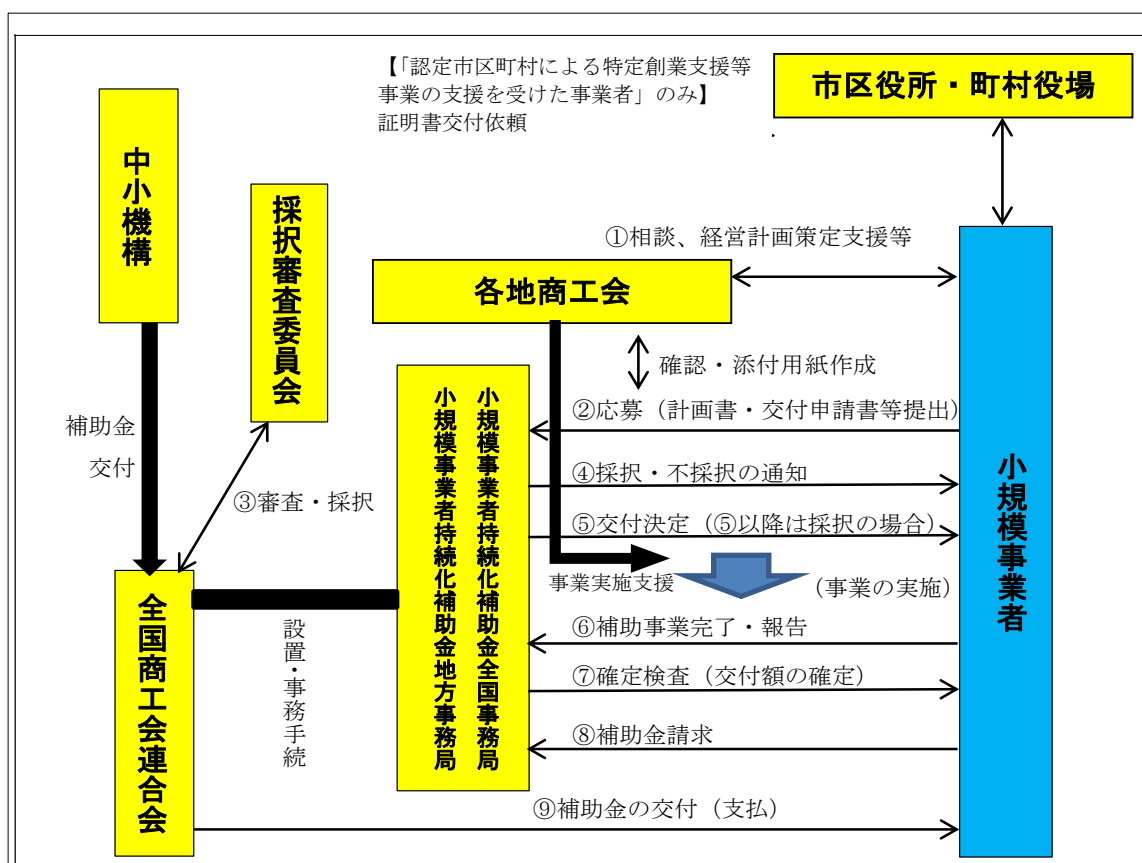 【「認定市区町村による特定創業支援等
事業の支援を受けた事業者」のみ】
証明書交付依頼
市区役所・町村役場
中小機構
採択審査委員会
①相談、経営計画策定支援等
各地商工会
確認・添付用紙作成
補助金
交付
③審査・採択
小規模事業者持続化補助金全国事務局
小規模事業者持続化補助金地方事務局
②応募（計画書・交付申請書等提出）
④採択・不採択の通知
⑤交付決定（⑤以降は採択の場合）
事業実施支援
（事業の実施）
小規模事業者
全国商工会連合会
設置・事務手続
⑥補助事業完了・報告
⑦確定検査（交付額の確定）
⑧補助金請求
⑨補助金の交付（支払）